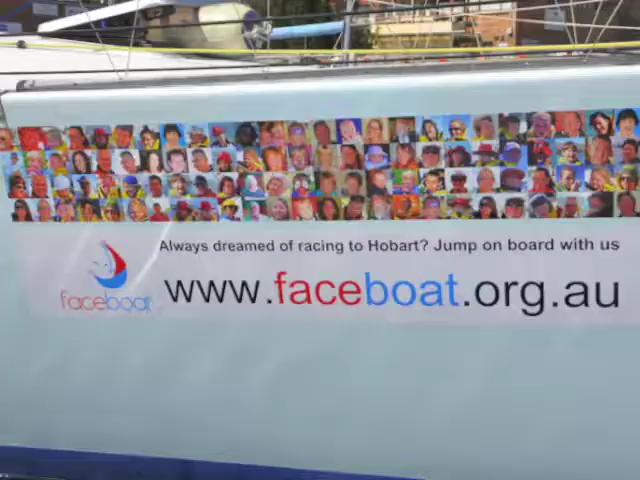 Always dreamed of racing to Hobart? Jump on board with us
faceboat
www.faceboat.org.au